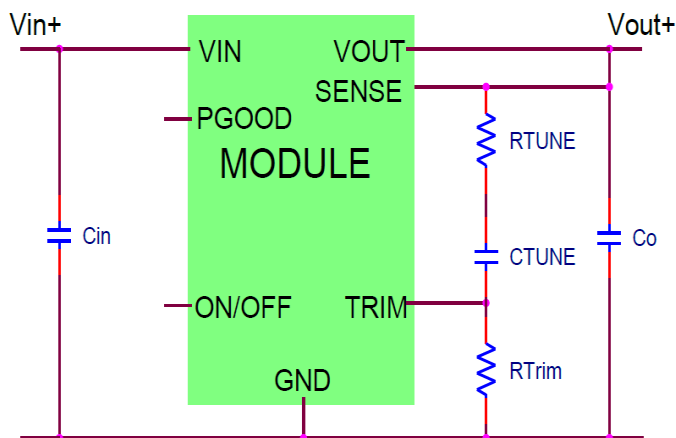 Vin+
Vout+
VIN
VOUT
SENSE
PGOOD
MODULE
RTUNE
Cin
Co
CTUNE
ON/OFF
TRIM
RTrim
GND